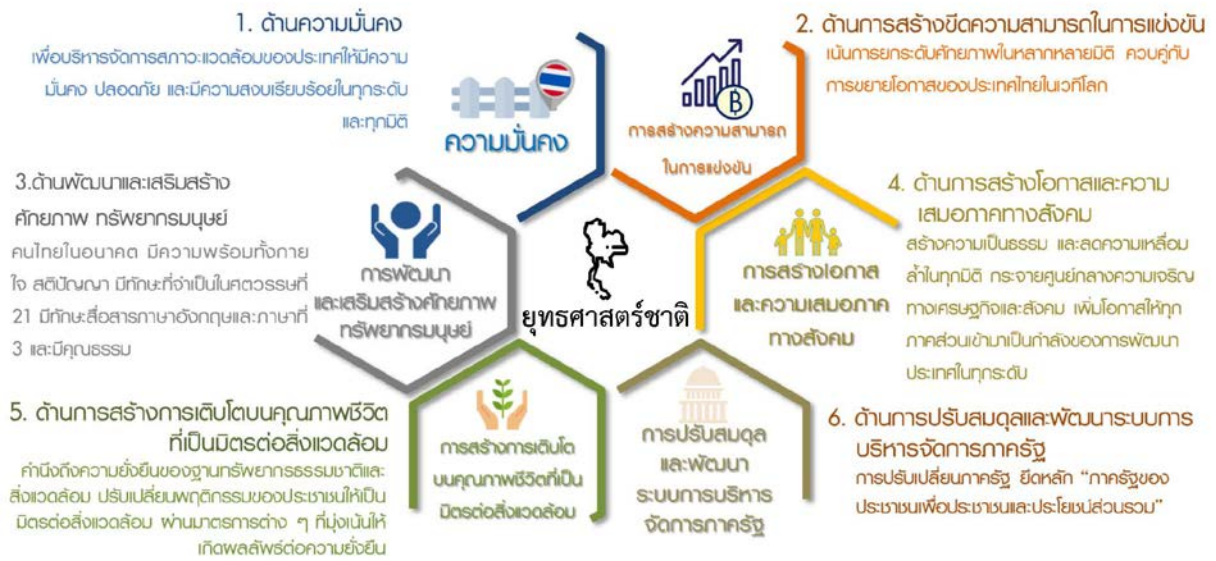 1. ด้านความมั่นคง
เพื่อบริหารจัดการสภาวะแวดล้อมของประเทศให้มีความ
มั่นคง ปลอดภัย และมีความสงบเรียบร้อยในทุกระดับ
และทุกมิติ
ความมั่นคง
2. ด้านการสร้างขีดความสามารถในการแข่งขัน
เน้นการยกระดับศักยภาพในหลากหลายมิติ ควบคู่กับ
การขยายโอกาสของประเทศไทยในเวทีโลก
การสร้างความสามารถ
ในการแข่งขัน
3.ด้านพัฒนาและเสริมสร้าง
ศักยภาพ ทรัพยากรมนุษย์
คนไทยในอนาคต มีความพร้อมทั้งกาย
ใจ สติปัญญา มีทักษะที่จำเป็นในศตวรรษที่
21 มีทักษะสื่อสารภาษาอังกฤษและภาษาที่
3 และมีคุณธรรม
การพัฒนา
และเสริมสร้างศักยภาพ
ทรัพยากรมนุษย์
ยุทธศาสตร์ชาติ
การสร้างโอกาส
และความเสมอภาค
ทางสังคม
4. ด้านการสร้างโอกาสและความ
เสมอภาคทางสังคม
สร้างความเป็นธรรม และลดความเหลื่อม
ล้ำในทุกมิติ กระจายศูนย์กลางความเจริญ
ทางเศรษฐกิจและสังคม เพิ่มโอกาสให้ทุก
ภาคส่วนเข้ามาเป็นกำลังของการพัฒนา
ประเทศในทุกระดับ
5. ด้านการสร้างการเติบโตบนคุณภาพชีวิต
ที่เป็นมิตรต่อสิ่งแวดล้อม
คำนึงถึงความยั่งยืนของฐานทรัพยากรธรรมชาติและ
สิ่งแวดล้อม ปรับเปลี่ยนพฤติกรรมของประชาชนให้เป็น
มิตรต่อสิ่งแวดล้อม ผ่านมาตรการต่าง ๆ ที่มุ่งเน้นให้
เกิดผลลัพธ์ต่อความยั่งยืน
การสร้างการเติบโต
บนคุณภาพชีวิตที่เป็น
มิตรต่อสิ่งแวดล้อม
การปรับสมดุล
และพัฒนา
ระบบการบริหาร
จัดการภาครัฐ
6. ด้านการปรับสมดุลและพัฒนาระบบการ
บริหารจัดการภาครัฐ
การปรับเปลี่ยนภาครัฐ ยึดหลัก “ภาครัฐของ
ประชาชนเพื่อประชาชนและประโยชน์ส่วนรวม”